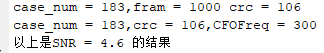 case_num = 183,fram = 1000 crc = 106
case_num = 183,crc = 106,CFOFreq = 300
以上是SNR = 4.6 的结果